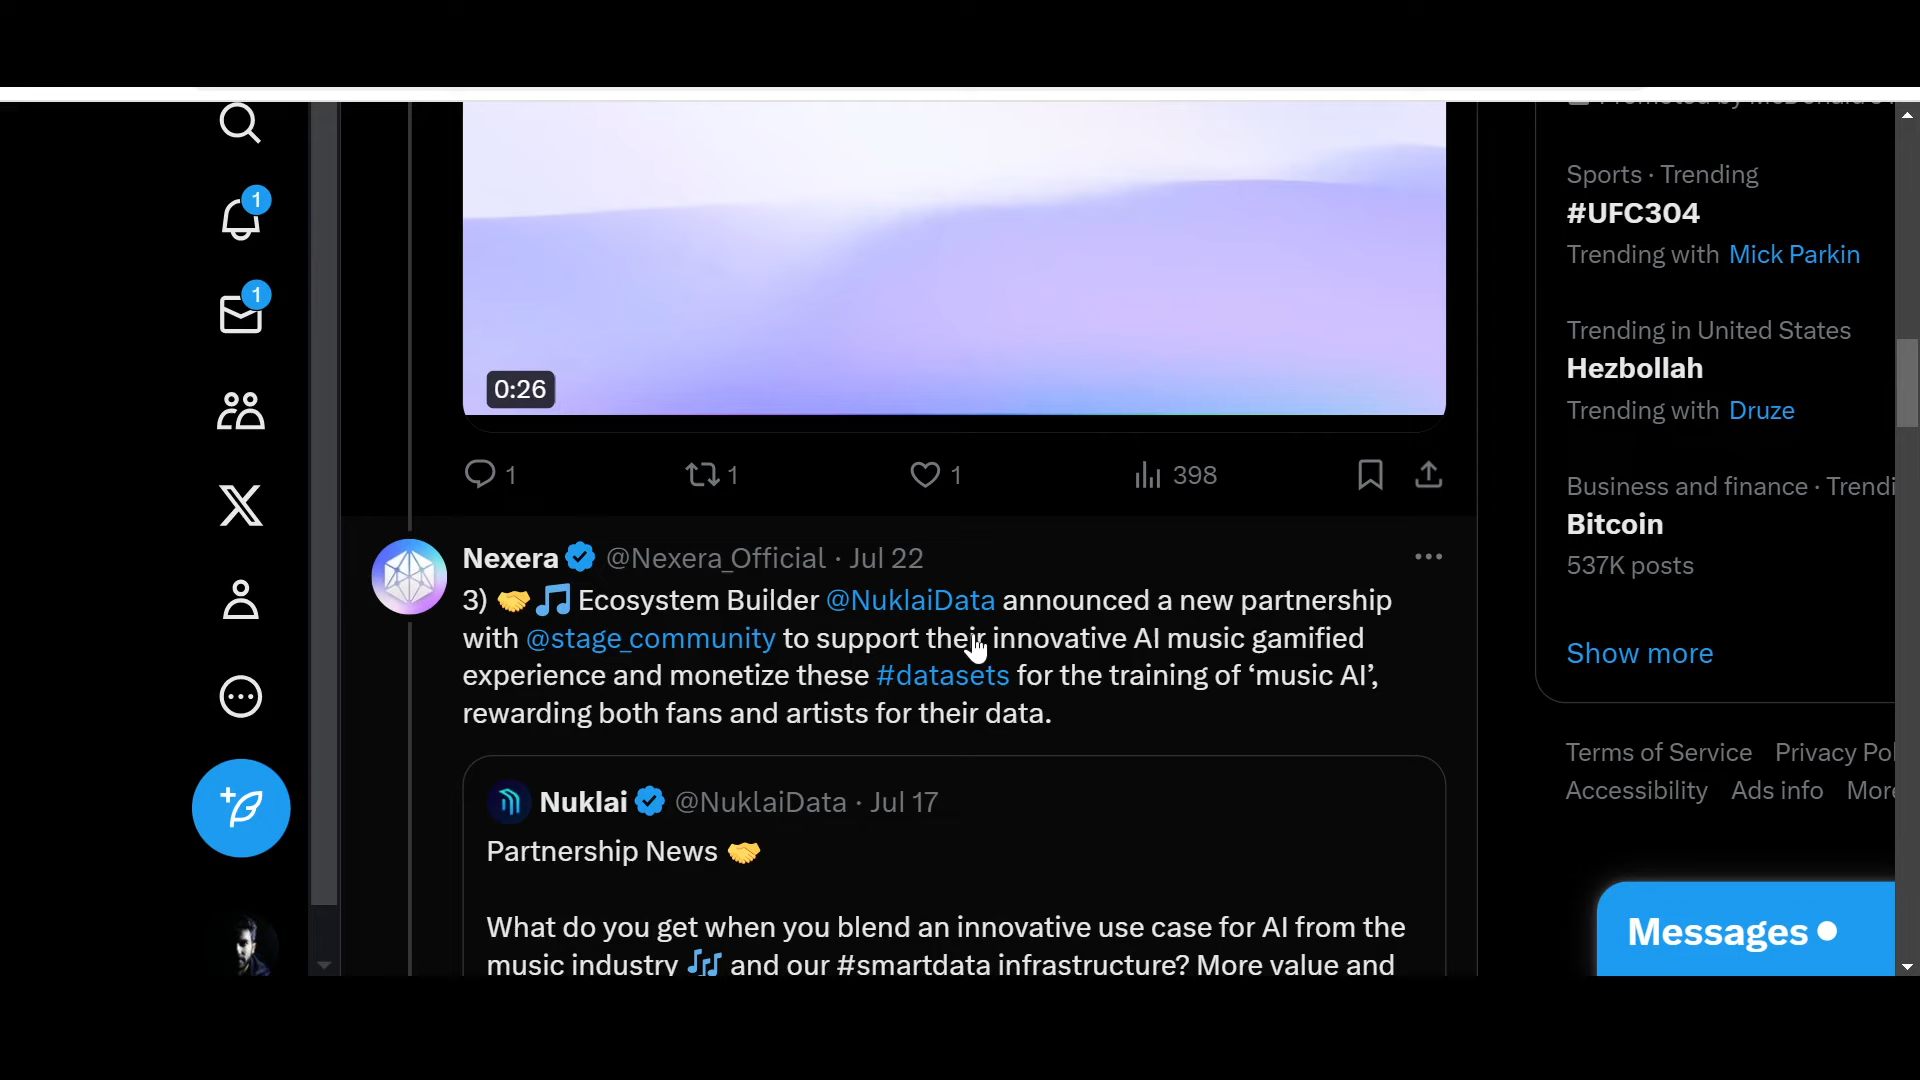 1
1
0:26
1
1
1
398
Nexera @Nexera_Official · Jul 22
3) 🤝🎵 Ecosystem Builder @NuklaiData announced a new partnership
with @stage_community to support their innovative AI music gamified
experience and monetize these #datasets for the training of ‘music AI’,
rewarding both fans and artists for their data.
Nuklai @NuklaiData · Jul 17
Partnership News 🤝
What do you get when you blend an innovative use case for AI from the
music industry 🎶 and our #smartdata infrastructure? More value and
Sports · Trending
#UFC304
Trending with Mick Parkin
Trending in United States
Hezbollah
Trending with Druze
Business and finance · Trendi
Bitcoin
537K posts
Show more
Terms of Service Privacy Pol
Accessibility Ads info More
Messages